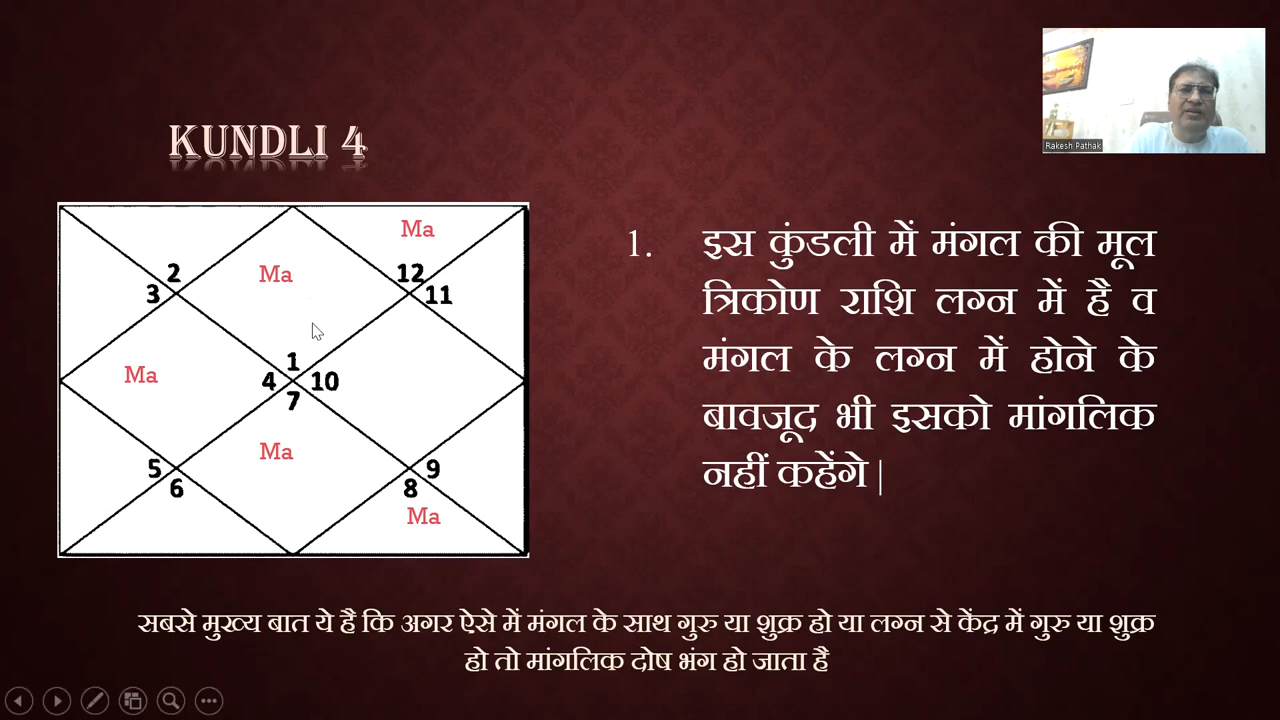 Rakesh Pathak
KUNDLI 4
Ma
Ma
2
12
3
11
1
Ma
4
10
7
Ma
5
9
6
8
Ma
1. इस कुंडली में मंगल की मूल
त्रिकोण राशि लग्न में है व
मंगल के लग्न में होने के
बावजूद भी इसको मांगलिक
नहीं कहेंगे |
सबसे मुख्य बात ये है कि अगर ऐसे में मंगल के साथ गुरु या शुक्र हो या लग्न से केंद्र में गुरु या शुक्र
हो तो मांगलिक दोष भंग हो जाता है